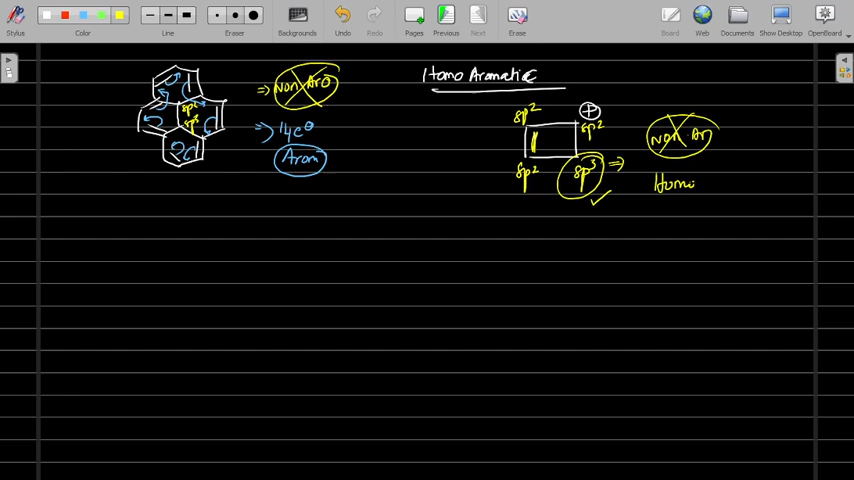 Stylus
Color
Line
Eraser
Backgrounds
Undo
Redo
Pages
Previous
Next
Erase
Board
Web
Documents
Show Desktop
OpenBoard
sp²
sp³
⇒ Non Aro
⇒ 14e⊖
Arom
Homo Aromatic
sp² ⊕
sp²
sp² sp³ ⇒
Non Ar
Homo